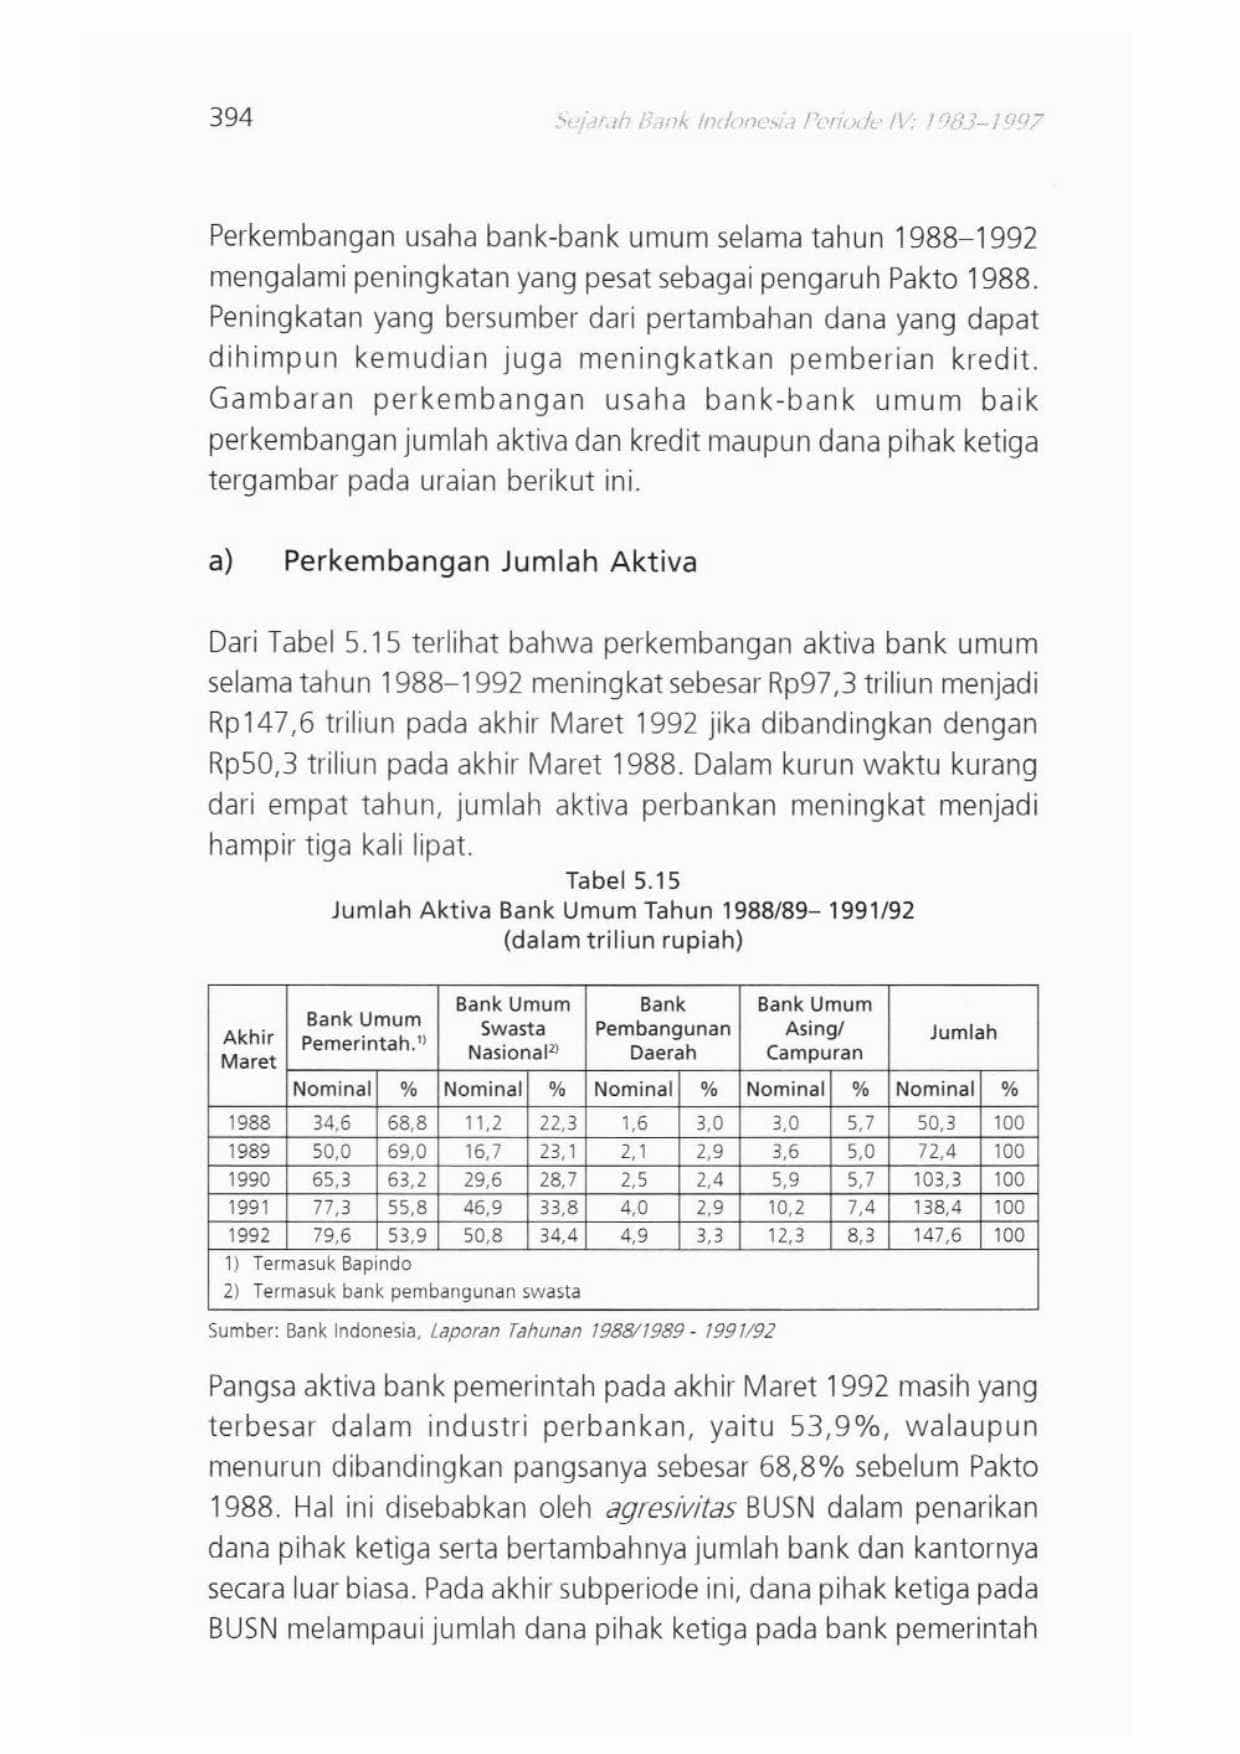 394
Sejarah Bank Indonesia Periode IV: 1983–1997
Perkembangan usaha bank-bank umum selama tahun 1988–1992
mengalami peningkatan yang pesat sebagai pengaruh Pakto 1988.
Peningkatan yang bersumber dari pertambahan dana yang dapat
dihimpun kemudian juga meningkatkan pemberian kredit.
Gambaran perkembangan usaha bank-bank umum baik
perkembangan jumlah aktiva dan kredit maupun dana pihak ketiga
tergambar pada uraian berikut ini.
a) Perkembangan Jumlah Aktiva
Dari Tabel 5.15 terlihat bahwa perkembangan aktiva bank umum
selama tahun 1988–1992 meningkat sebesar Rp97,3 triliun menjadi
Rp147,6 triliun pada akhir Maret 1992 jika dibandingkan dengan
Rp50,3 triliun pada akhir Maret 1988. Dalam kurun waktu kurang
dari empat tahun, jumlah aktiva perbankan meningkat menjadi
hampir tiga kali lipat.
Tabel 5.15
Jumlah Aktiva Bank Umum Tahun 1988/89– 1991/92
(dalam triliun rupiah)
Akhir Maret Bank Umum Pemerintah.1) Bank Umum Swasta Nasional2) Bank Pembangunan Daerah Bank Umum Asing/ Campuran Jumlah
Nominal % Nominal % Nominal % Nominal % Nominal %
1988 34,6 68,8 11,2 22,3 1,6 3,0 3,0 5,7 50,3 100
1989 50,0 69,0 16,7 23,1 2,1 2,9 3,6 5,0 72,4 100
1990 65,3 63,2 29,6 28,7 2,5 2,4 5,9 5,7 103,3 100
1991 77,3 55,8 46,9 33,8 4,0 2,9 10,2 7,4 138,4 100
1992 79,6 53,9 50,8 34,4 4,9 3,3 12,3 8,3 147,6 100
1) Termasuk Bapindo
2) Termasuk bank pembangunan swasta
Sumber: Bank Indonesia, Laporan Tahunan 1988/1989 - 1991/92
Pangsa aktiva bank pemerintah pada akhir Maret 1992 masih yang
terbesar dalam industri perbankan, yaitu 53,9%, walaupun
menurun dibandingkan pangsanya sebesar 68,8% sebelum Pakto
1988. Hal ini disebabkan oleh agresivitas BUSN dalam penarikan
dana pihak ketiga serta bertambahnya jumlah bank dan kantornya
secara luar biasa. Pada akhir subperiode ini, dana pihak ketiga pada
BUSN melampaui jumlah dana pihak ketiga pada bank pemerintah